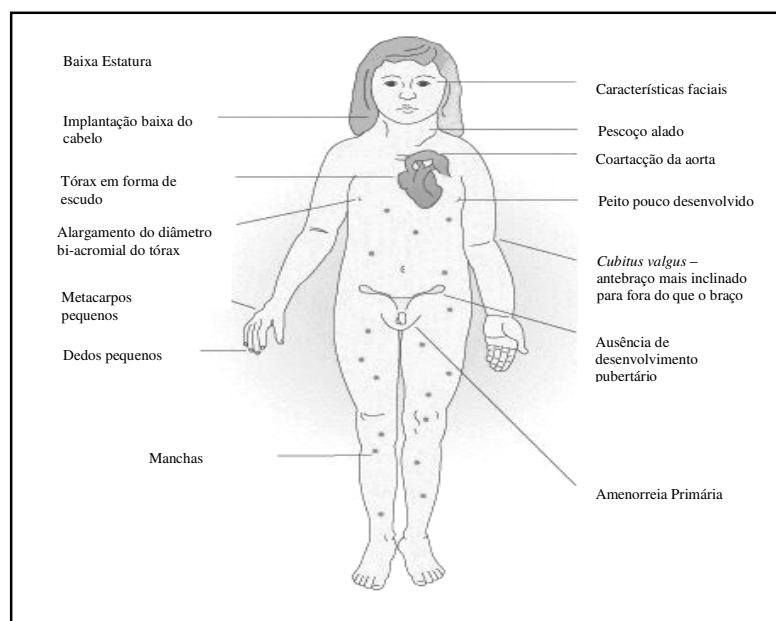 Baixa Estatura
Implantação baixa do
cabelo
Tórax em forma de
escudo
Alargamento do diâmetro
bi-acromial do tórax
Metacarpos
pequenos
Dedos pequenos
Manchas
Características faciais
Pescoço alado
Coartacção da aorta
Peito pouco desenvolvido
Cubitus valgus –
antebraço mais inclinado
para fora do que o braço
Ausência de
desenvolvimento
pubertário
Amenorreia Primária